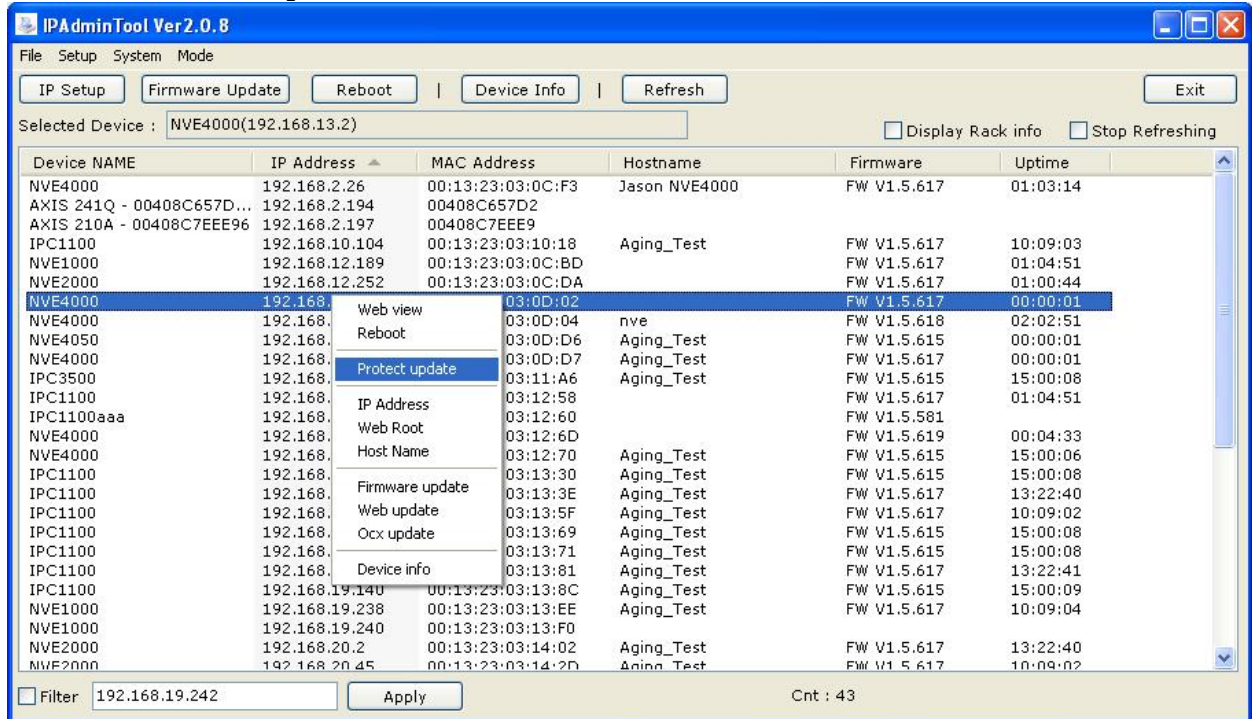 IPAdminTool Ver2.0.8
File Setup System Mode
IP Setup Firmware Update Reboot | Device Info | Refresh Exit
Selected Device : NVE4000(192.168.13.2) Display Rack info Stop Refreshing
Device NAME IP Address MAC Address Hostname Firmware Uptime
NVE4000 192.168.2.26 00:13:23:03:0C:F3 Jason NVE4000 FW V1.5.617 01:03:14
AXIS 241Q - 00408C657D... 192.168.2.194 00408C657D2
AXIS 210A - 00408C7EEE96 192.168.2.197 00408C7EEE9
IPC1100 192.168.10.104 00:13:23:03:10:18 Aging_Test FW V1.5.617 10:09:03
NVE1000 192.168.12.189 00:13:23:03:0C:BD FW V1.5.617 01:04:51
NVE2000 192.168.12.252 00:13:23:03:0C:DA FW V1.5.617 01:00:44
NVE4000 192.168. 03:0D:02 FW V1.5.617 00:00:01
NVE4000 192.168. 03:0D:04 nve FW V1.5.618 02:02:51
NVE4050 192.168. 03:0D:D6 Aging_Test FW V1.5.615 00:00:01
NVE4000 192.168. 03:0D:D7 Aging_Test FW V1.5.617 00:00:01
IPC3500 192.168. 03:11:A6 Aging_Test FW V1.5.615 15:00:08
IPC1100 192.168. 03:12:58 FW V1.5.617 01:04:51
IPC1100aaa 192.168. 03:12:60 FW V1.5.581
NVE4000 192.168. 03:12:6D FW V1.5.619 00:04:33
NVE4000 192.168. 03:12:70 Aging_Test FW V1.5.615 15:00:06
IPC1100 192.168. 03:13:30 Aging_Test FW V1.5.615 15:00:08
IPC1100 192.168. 03:13:3E Aging_Test FW V1.5.617 13:22:40
IPC1100 192.168. 03:13:5F Aging_Test FW V1.5.617 10:09:02
IPC1100 192.168. 03:13:69 Aging_Test FW V1.5.615 15:00:08
IPC1100 192.168. 03:13:71 Aging_Test FW V1.5.615 15:00:08
IPC1100 192.168. 03:13:81 Aging_Test FW V1.5.617 13:22:41
IPC1100 192.168.19.140 00:13:23:03:13:8C Aging_Test FW V1.5.615 15:00:09
NVE1000 192.168.19.238 00:13:23:03:13:EE Aging_Test FW V1.5.617 10:09:04
NVE1000 192.168.19.240 00:13:23:03:13:F0
NVE2000 192.168.20.2 00:13:23:03:14:02 Aging_Test FW V1.5.617 13:22:40
NVE2000 192.168.20.45 00:13:23:03:14:2D Aging_Test FW V1.5.617 10:09:02
Web view
Reboot
Protect update
IP Address
Web Root
Host Name
Firmware update
Web update
Ocx update
Device info
Filter 192.168.19.242 Apply Cnt : 43